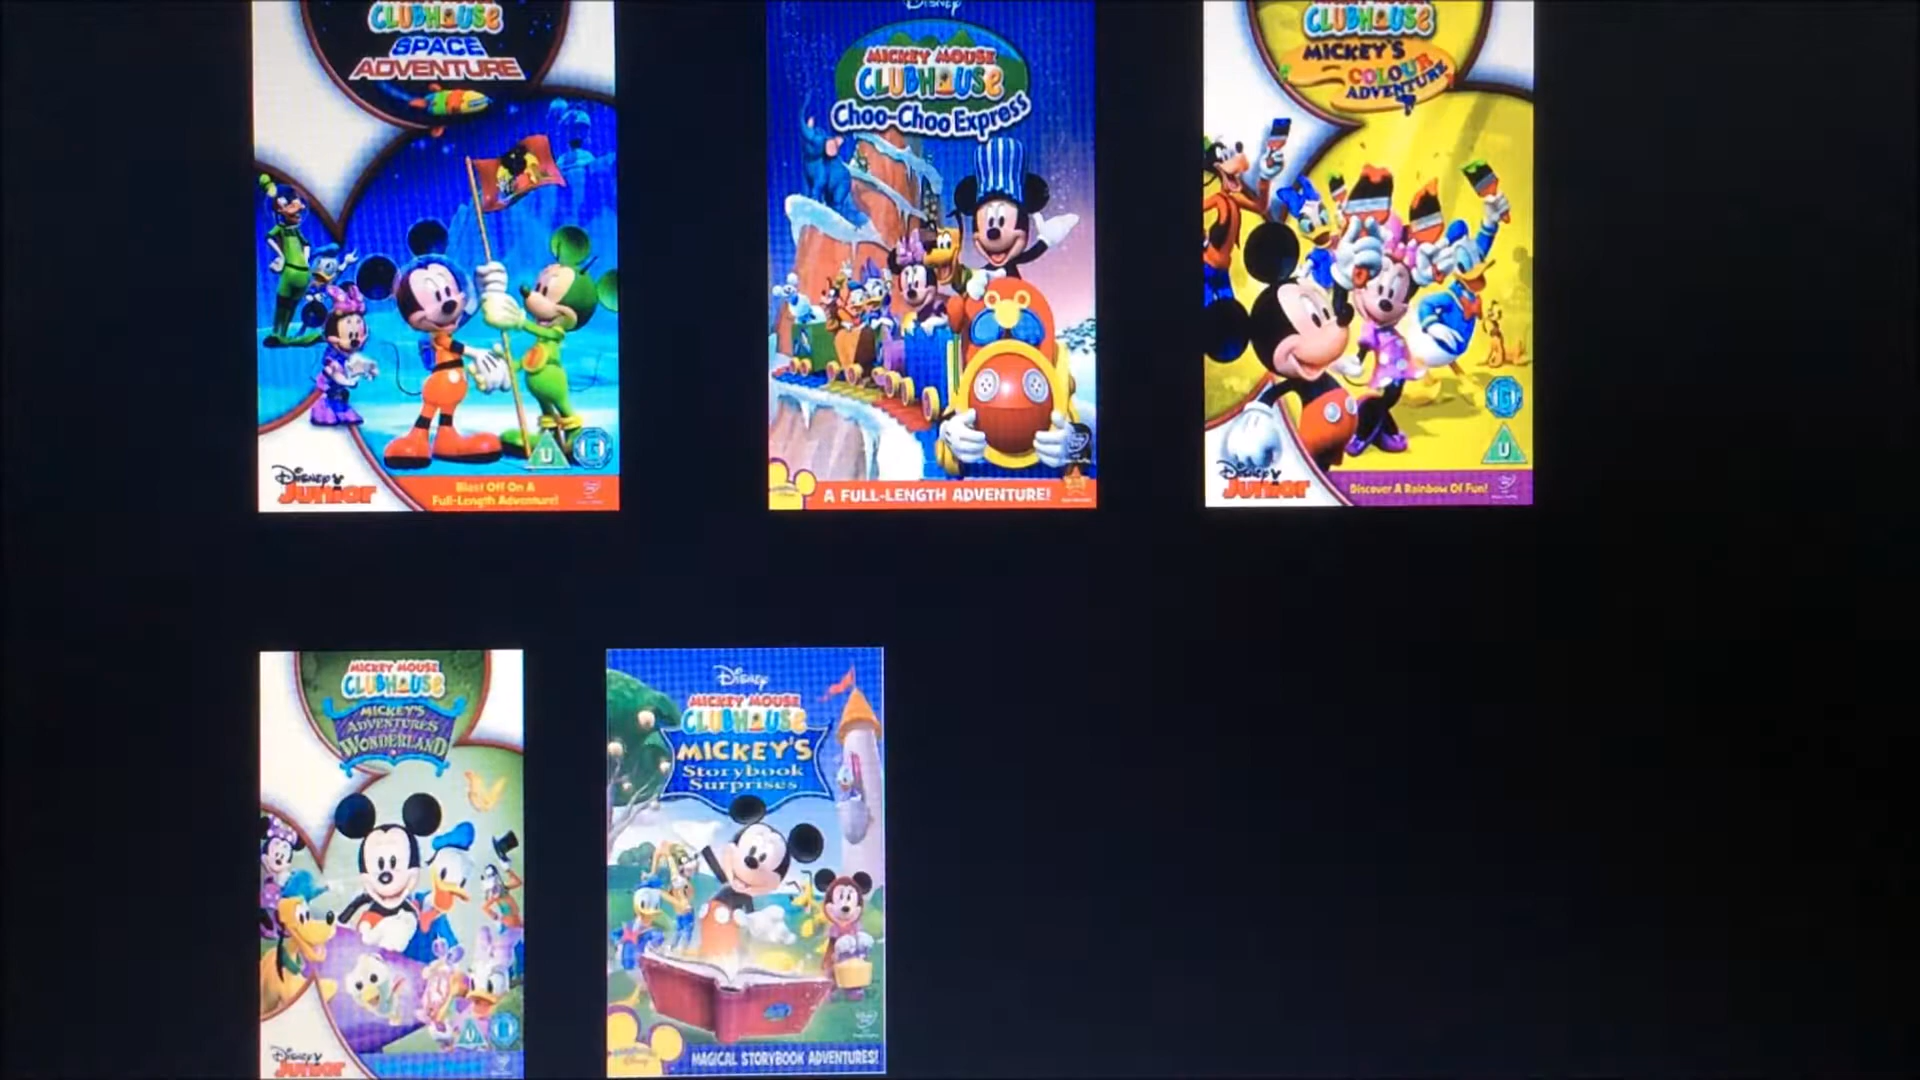 CLUBHOUSE
SPACE
ADVENTURE
U
Disney
Junior
Blast Off On A
Full-Length Adventure!
Disney
MICKEY MOUSE
CLUBHOUSE
Choo-Choo Express
A FULL-LENGTH ADVENTURE!
CLUBHOUSE
MICKEY'S
COLOUR
ADVENTURE
U
Disney
Junior
Discover A Rainbow Of Fun!
MICKEY MOUSE
CLUBHOUSE
MICKEY'S
ADVENTURES
WONDERLAND
U
Disney
Junior
Disney
MICKEY MOUSE
CLUBHOUSE
MICKEY'S
Storybook
Surprises
MAGICAL STORYBOOK ADVENTURES!